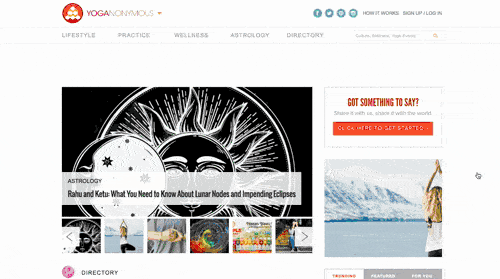 YOGANONYMOUS
HOW IT WORKS SIGN UP / LOG IN
LIFESTYLE PRACTICE WELLNESS ASTROLOGY DIRECTORY
Culture, Wellness, Yoga Events
GOT SOMETHING TO SAY?
Share it with us, share it with the world.
CLICK HERE TO GET STARTED
ASTROLOGY
Rahu and Ketu: What You Need to Know About Lunar Nodes and Impending Eclipses
DIRECTORY
TRENDING FEATURED FOR YOU